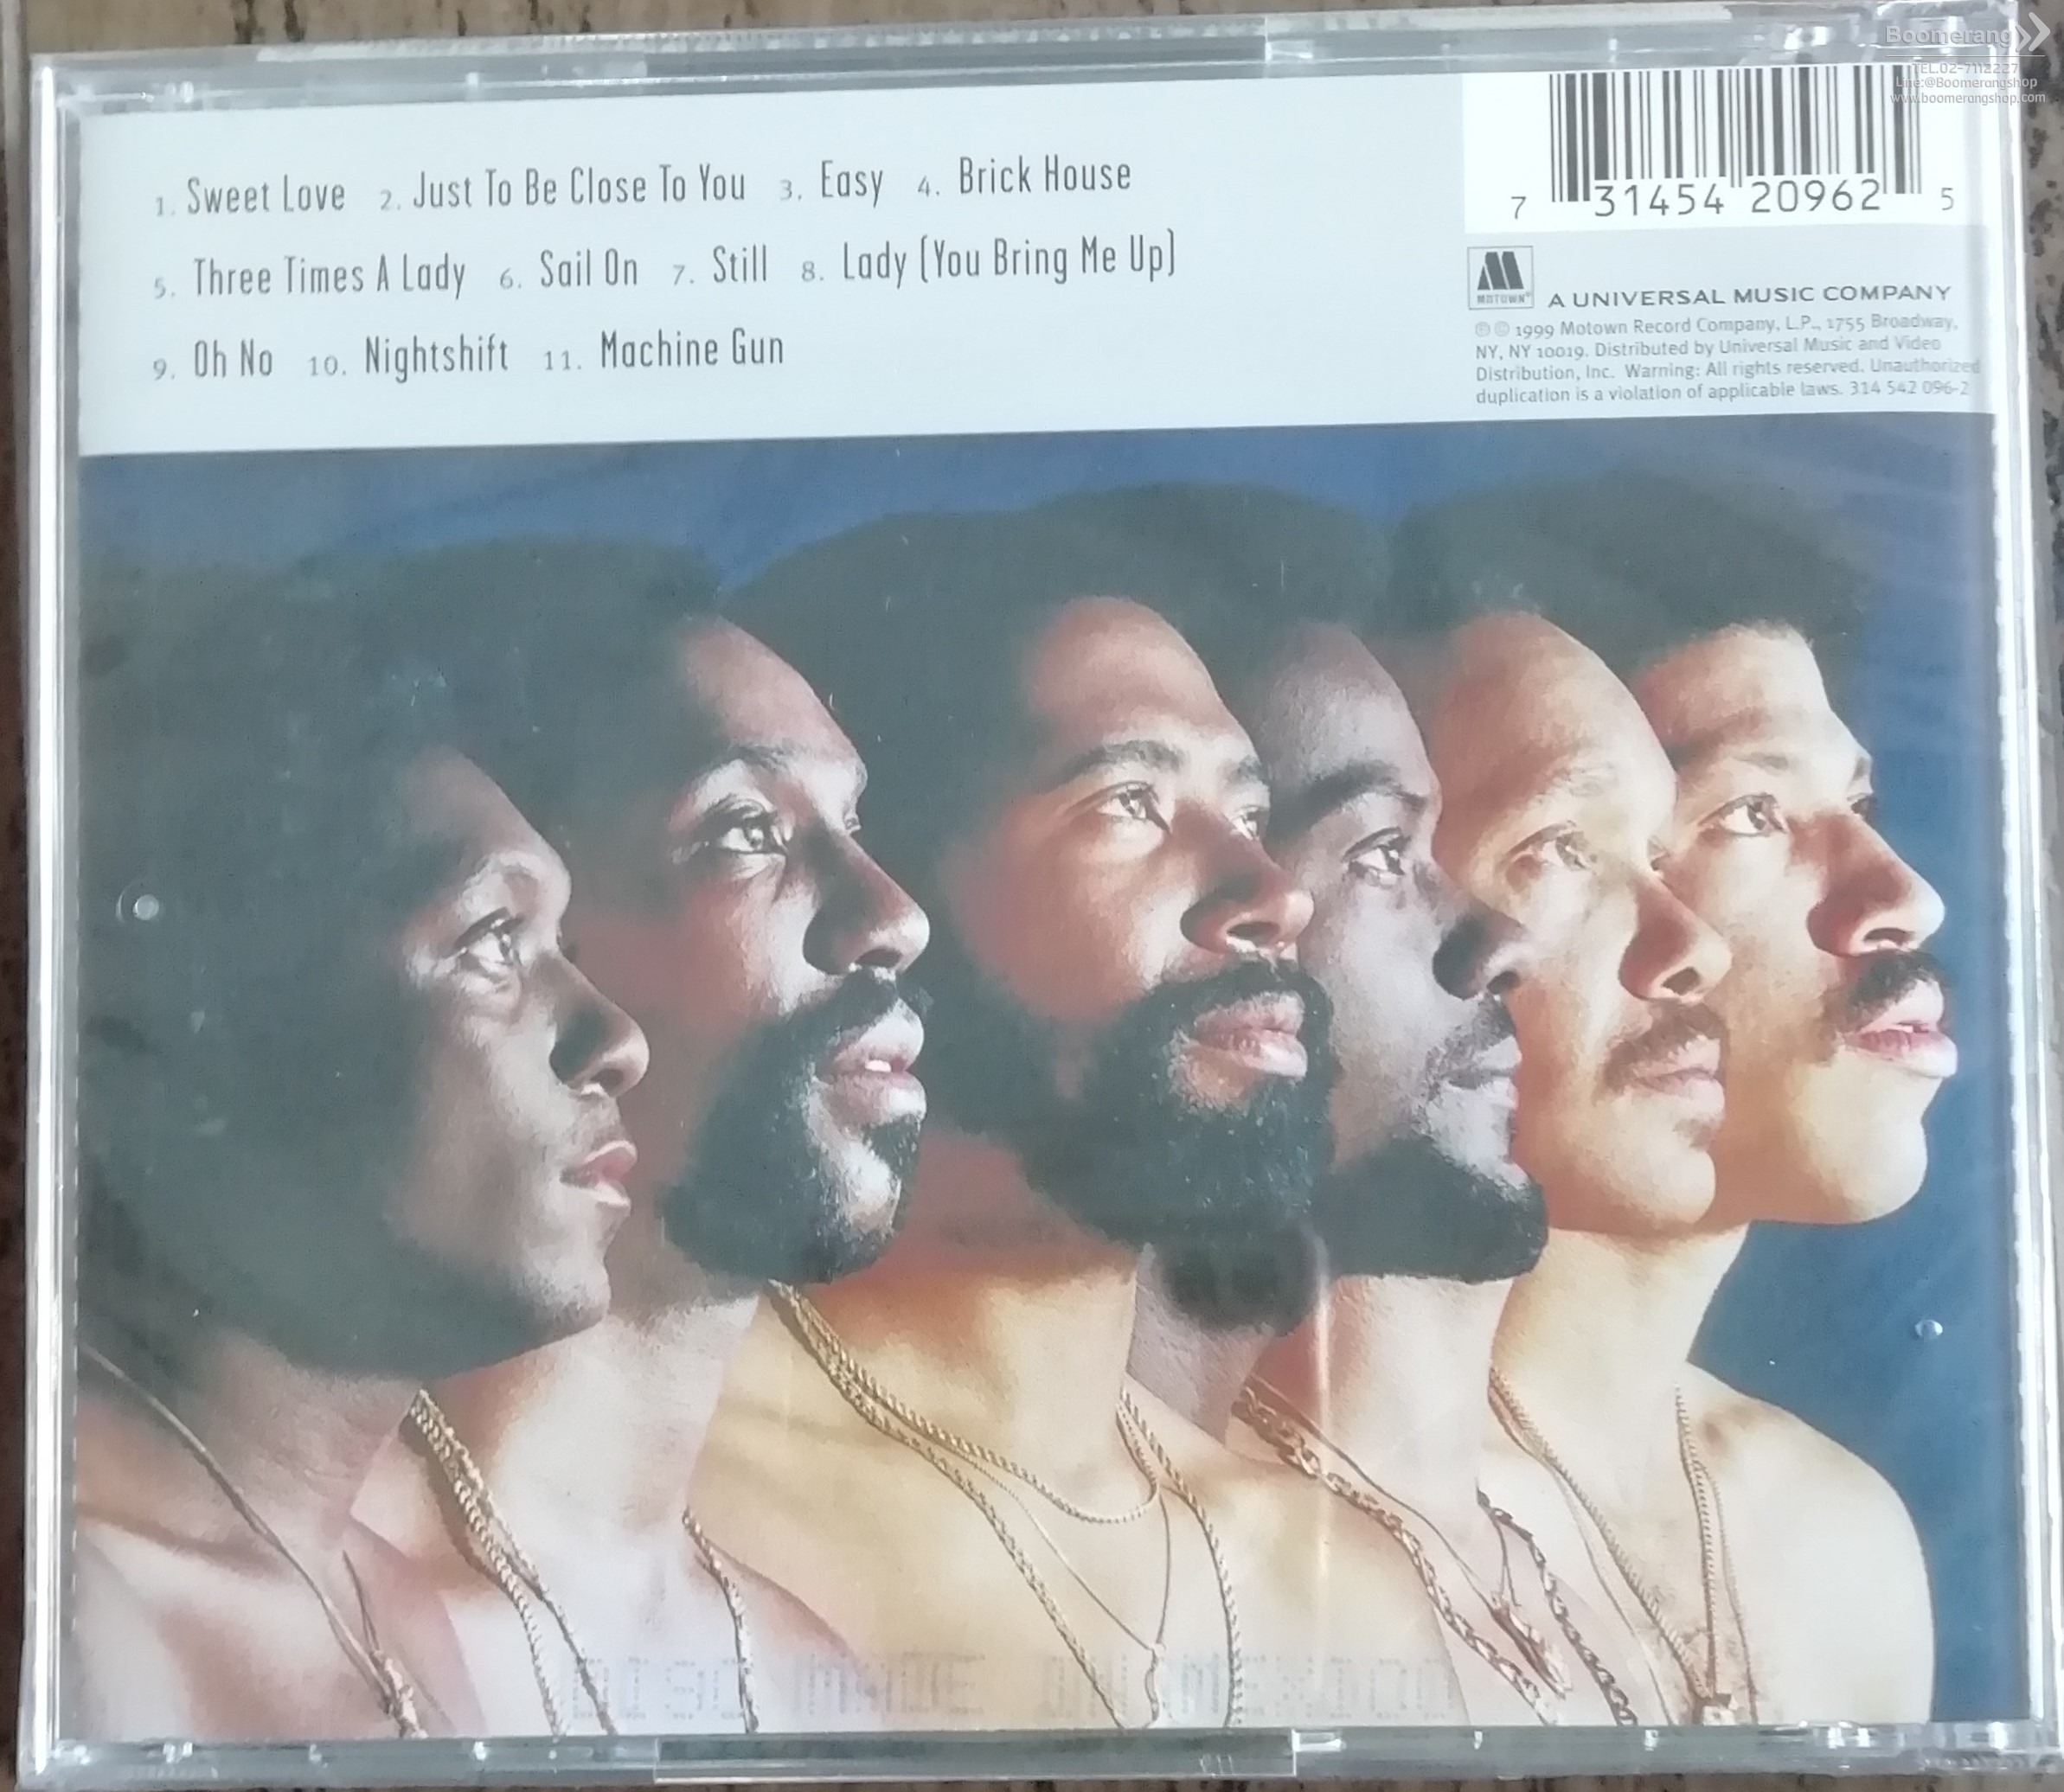 Boomerang
TEL.02-7112227
Line:@Boomerangshop
www.boomerangshop.com
1. Sweet Love 2. Just To Be Close To You 3. Easy 4. Brick House
5. Three Times A Lady 6. Sail On 7. Still 8. Lady (You Bring Me Up)
9. Oh No 10. Nightshift 11. Machine Gun
7 31454 20962 5
MOTOWN
A UNIVERSAL MUSIC COMPANY
℗ © 1999 Motown Record Company, L.P., 1755 Broadway,
NY, NY 10019. Distributed by Universal Music and Video
Distribution, Inc. Warning: All rights reserved. Unauthorized
duplication is a violation of applicable laws. 314 542 096-2
DISC MADE IN MEXICO